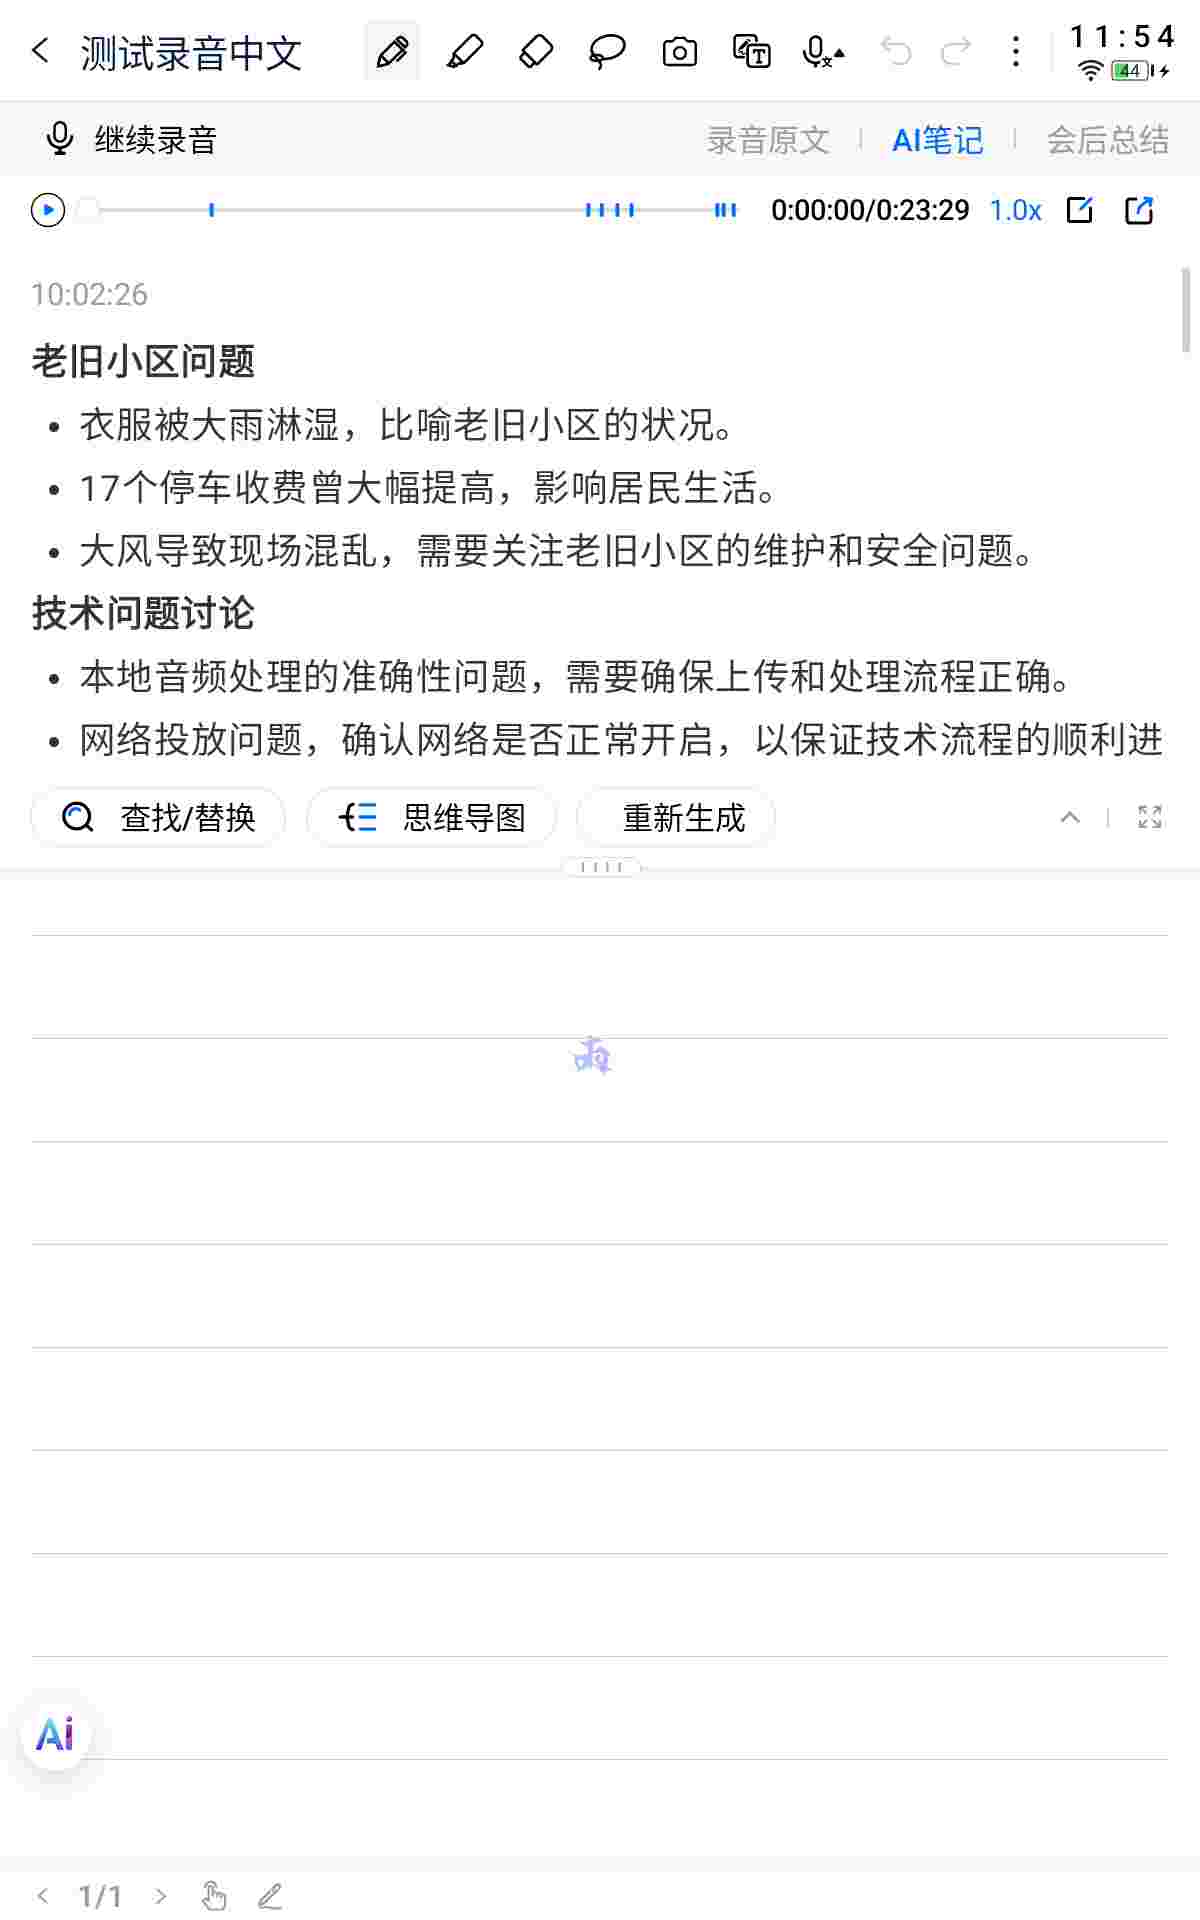 测试录音中文
11:54
44
继续录音
录音原文
AI笔记
会后总结
0:00:00/0:23:29 1.0x
10:02:26
老旧小区问题
• 衣服被大雨淋湿，比喻老旧小区的状况。
• 17个停车收费曾大幅提高，影响居民生活。
• 大风导致现场混乱，需要关注老旧小区的维护和安全问题。
技术问题讨论
• 本地音频处理的准确性问题，需要确保上传和处理流程正确。
• 网络投放问题，确认网络是否正常开启，以保证技术流程的顺利进
查找/替换
思维导图
重新生成
Ai
1/1